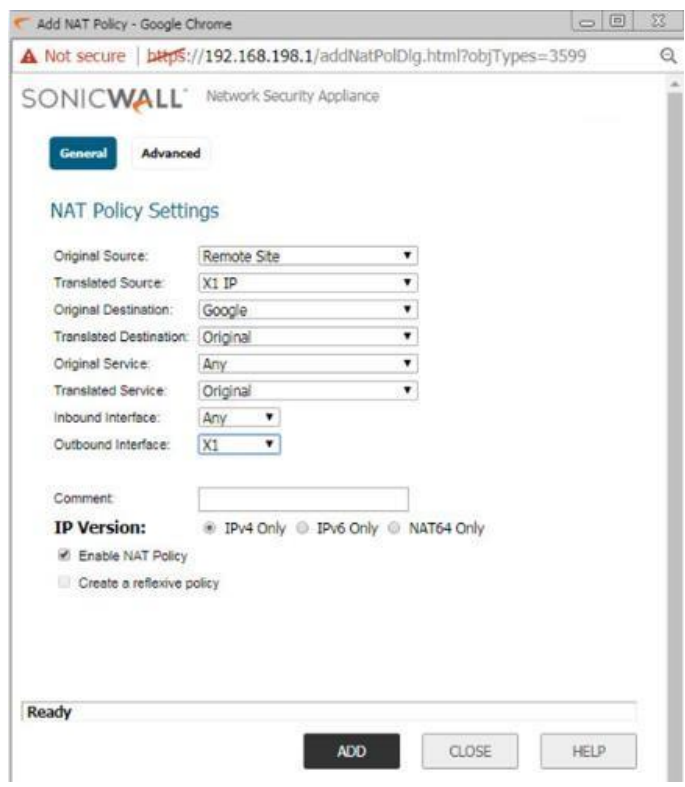 Add NAT Policy - Google Chrome
Not secure | https://192.168.198.1/addNatPolDlg.html?objTypes=3599
SONICWALL Network Security Appliance
General Advanced
NAT Policy Settings
Original Source: Remote Site
Translated Source: X1 IP
Original Destination: Google
Translated Destination: Original
Original Service: Any
Translated Service: Original
Inbound Interface: Any
Outbound Interface: X1
Comment:
IP Version: IPv4 Only IPv6 Only NAT64 Only
Enable NAT Policy
Create a reflexive policy
Ready
ADD CLOSE HELP